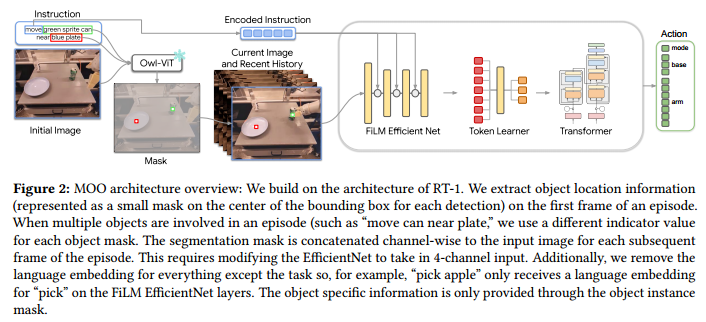 Instruction
move green sprite can
near blue plate
Initial Image
Owl-ViT
Mask
Encoded Instruction
Current Image
and Recent History
FiLM Efficient Net
Token Learner
Transformer
Action
mode
base
arm
Figure 2: MOO architecture overview: We build on the architecture of RT-1. We extract object location information
(represented as a small mask on the center of the bounding box for each detection) on the first frame of an episode.
When multiple objects are involved in an episode (such as “move can near plate,” we use a different indicator value
for each object mask. The segmentation mask is concatenated channel-wise to the input image for each subsequent
frame of the episode. This requires modifying the EfficientNet to take in 4-channel input. Additionally, we remove
the language embedding for everything except the task so, for example, “pick apple” only receives a language embedding
for “pick” on the FiLM EfficientNet layers. The object specific information is only provided through the object instance
mask.